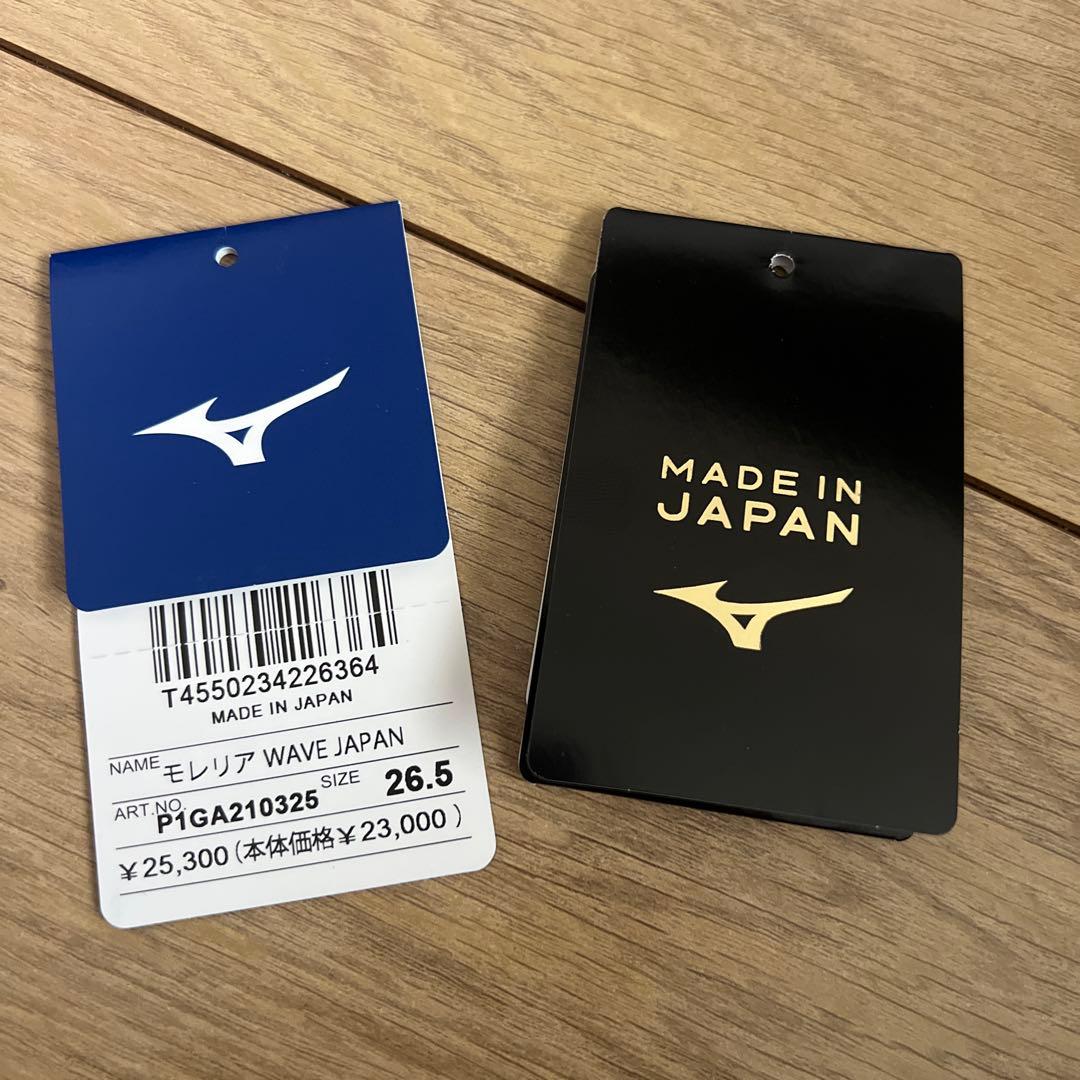 T4550234226364
MADE IN JAPAN
NAME モレリア WAVE JAPAN
ART.NO. P1GA210325 SIZE 26.5
¥25,300(本体価格¥23,000)
MADE IN
JAPAN